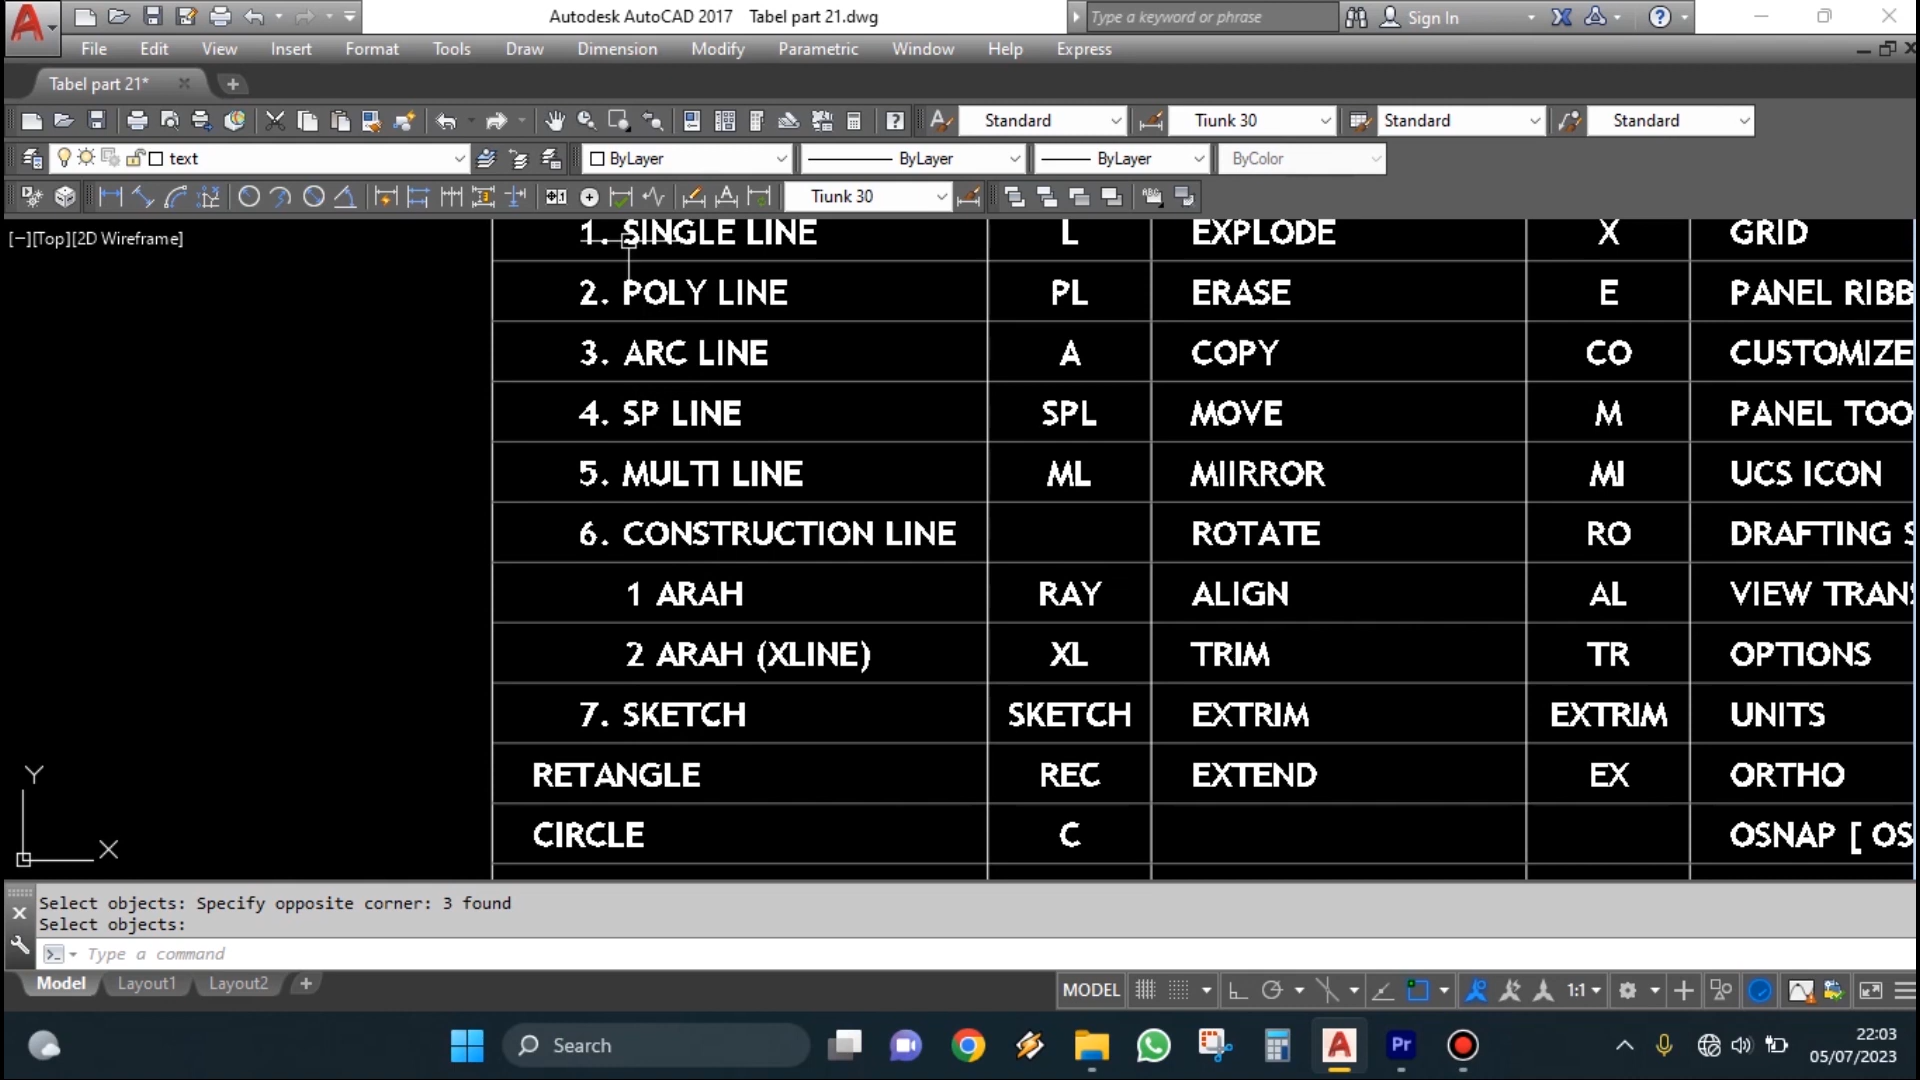 Autodesk AutoCAD 2017 Tabel part 21.dwg
Type a keyword or phrase
Sign In
File Edit View Insert Format Tools Draw Dimension Modify Parametric Window Help Express
Tabel part 21*
Standard Tiunk 30 Standard Standard
text ByLayer ByLayer ByLayer ByColor
Tiunk 30
[−][Top][2D Wireframe]
1. SINGLE LINE L EXPLODE X GRID
2. POLY LINE PL ERASE E PANEL RIBB
3. ARC LINE A COPY CO CUSTOMIZE
4. SP LINE SPL MOVE M PANEL TOO
5. MULTI LINE ML MIIRROR MI UCS ICON
6. CONSTRUCTION LINE ROTATE RO DRAFTING S
1 ARAH RAY ALIGN AL VIEW TRANS
2 ARAH (XLINE) XL TRIM TR OPTIONS
7. SKETCH SKETCH EXTRIM EXTRIM UNITS
RETANGLE REC EXTEND EX ORTHO
CIRCLE C OSNAP [ OS
Y
X
Select objects: Specify opposite corner: 3 found
Select objects:
Type a command
Model Layout1 Layout2
MODEL 1:1
Search
22:03
05/07/2023